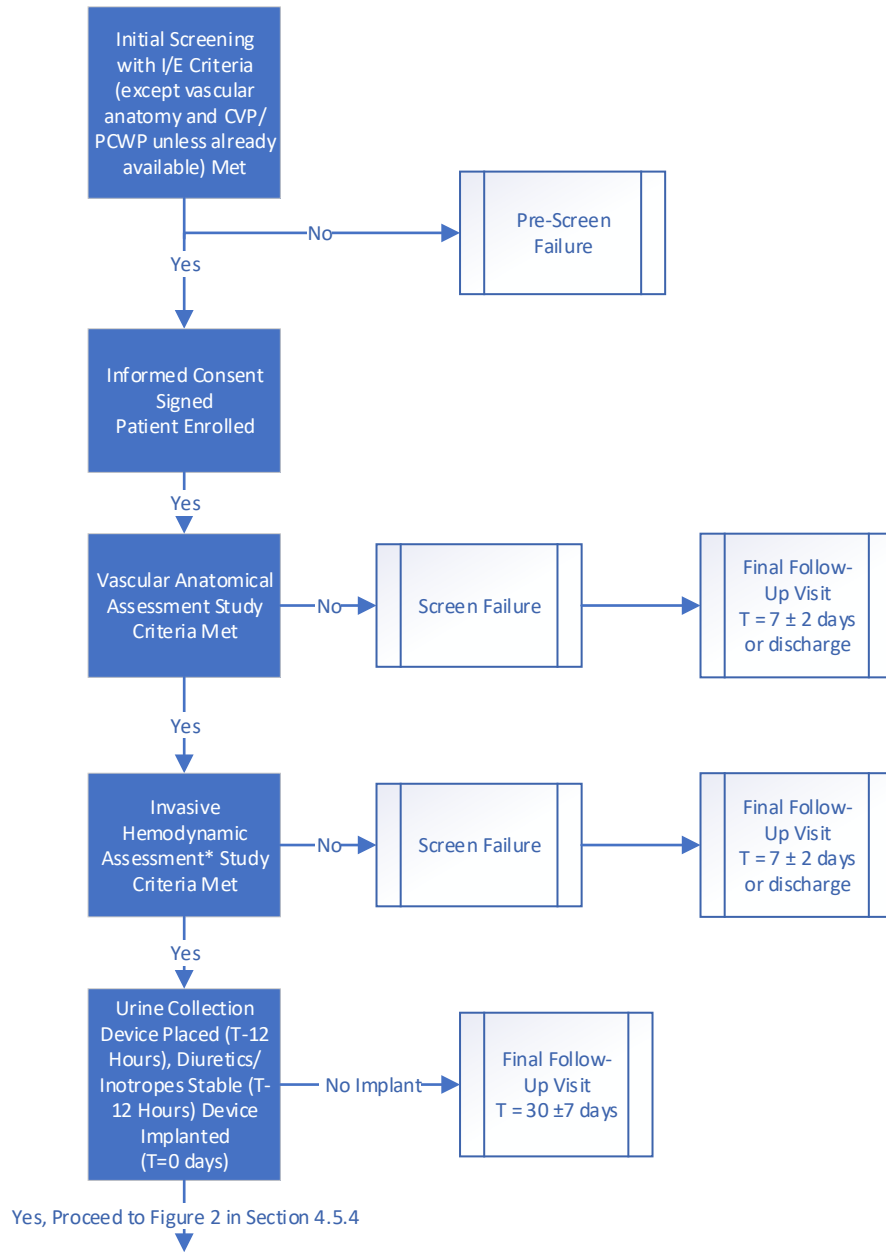 Initial Screening
with I/E Criteria
(except vascular
anatomy and CVP/
PCWP unless already
available) Met
No
Pre-Screen
Failure
Yes
Informed Consent
Signed
Patient Enrolled
Yes
Vascular Anatomical
Assessment Study
Criteria Met
No
Screen Failure
Final Follow-
Up Visit
T = 7 ± 2 days
or discharge
Yes
Invasive
Hemodynamic
Assessment* Study
Criteria Met
No
Screen Failure
Final Follow-
Up Visit
T = 7 ± 2 days
or discharge
Yes
Urine Collection
Device Placed (T-12
Hours), Diuretics/
Inotropes Stable (T-
12 Hours) Device
Implanted
(T=0 days)
No Implant
Final Follow-
Up Visit
T = 30 ±7 days
Yes, Proceed to Figure 2 in Section 4.5.4